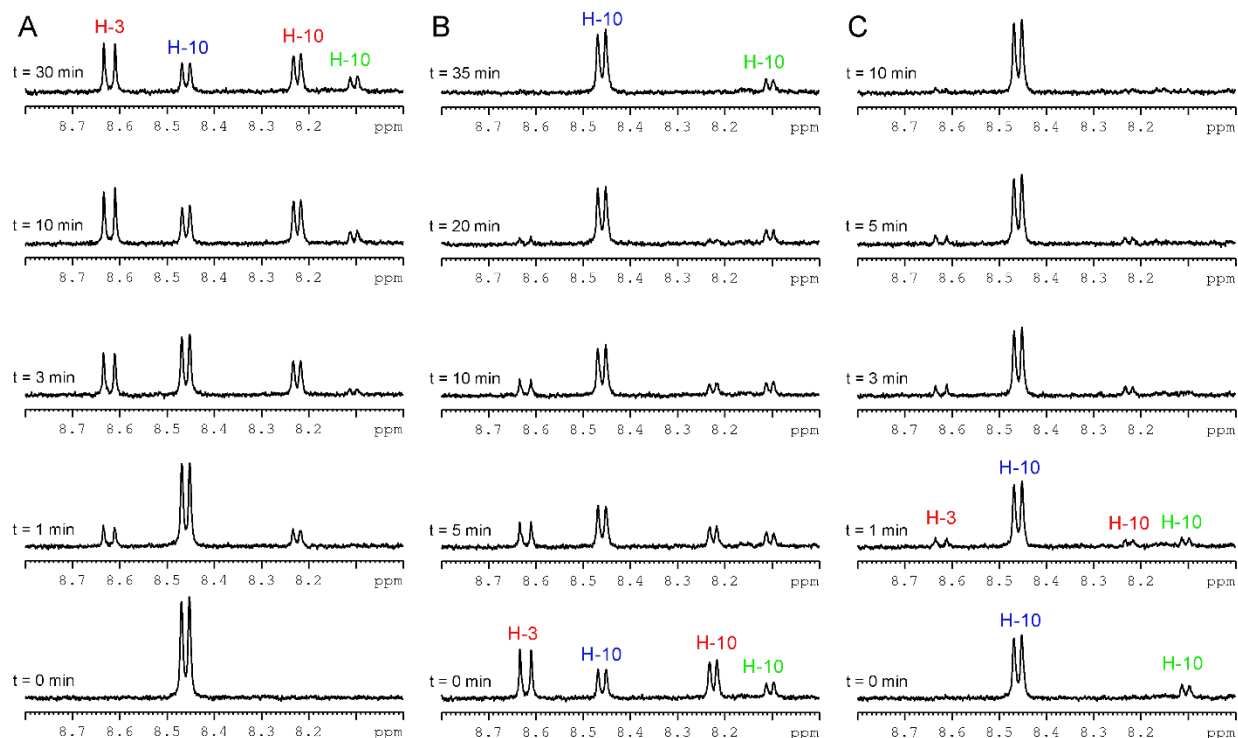 A
H-3
H-10
H-10
H-10
t = 30 min
8.7 8.6 8.5 8.4 8.3 8.2 ppm
t = 10 min
8.7 8.6 8.5 8.4 8.3 8.2 ppm
t = 3 min
8.7 8.6 8.5 8.4 8.3 8.2 ppm
t = 1 min
8.7 8.6 8.5 8.4 8.3 8.2 ppm
t = 0 min
8.7 8.6 8.5 8.4 8.3 8.2 ppm
B
H-10
H-10
t = 35 min
8.7 8.6 8.5 8.4 8.3 8.2 ppm
t = 20 min
8.7 8.6 8.5 8.4 8.3 8.2 ppm
t = 10 min
8.7 8.6 8.5 8.4 8.3 8.2 ppm
t = 5 min
8.7 8.6 8.5 8.4 8.3 8.2 ppm
H-3
H-10
H-10
H-10
t = 0 min
8.7 8.6 8.5 8.4 8.3 8.2 ppm
C
t = 10 min
8.7 8.6 8.5 8.4 8.3 8.2 ppm
t = 5 min
8.7 8.6 8.5 8.4 8.3 8.2 ppm
t = 3 min
8.7 8.6 8.5 8.4 8.3 8.2 ppm
H-10
H-3
H-10
H-10
t = 1 min
8.7 8.6 8.5 8.4 8.3 8.2 ppm
H-10
H-10
t = 0 min
8.7 8.6 8.5 8.4 8.3 8.2 ppm